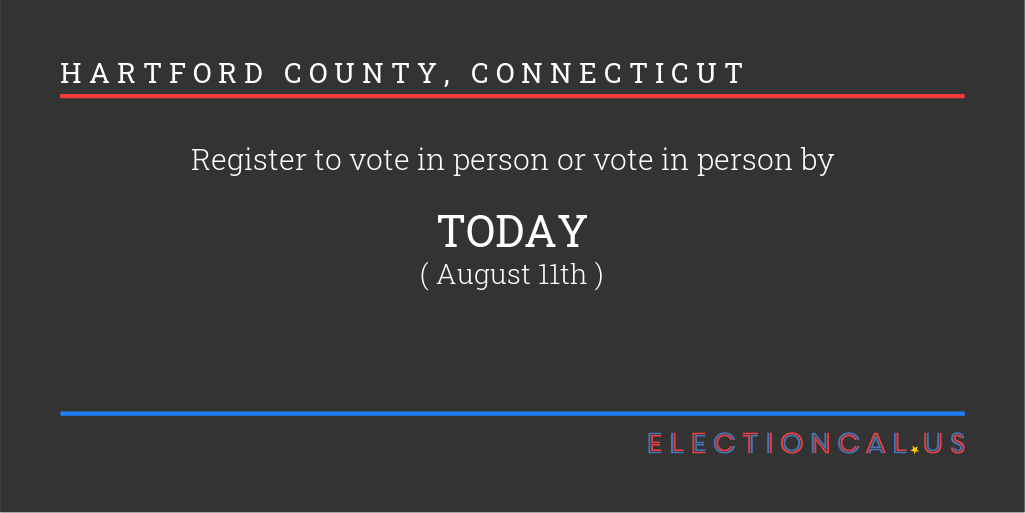 HARTFORD COUNTY, CONNECTICUT
Register to vote in person or vote in person by
TODAY
( August 11th )
ELECTIONCAL.US